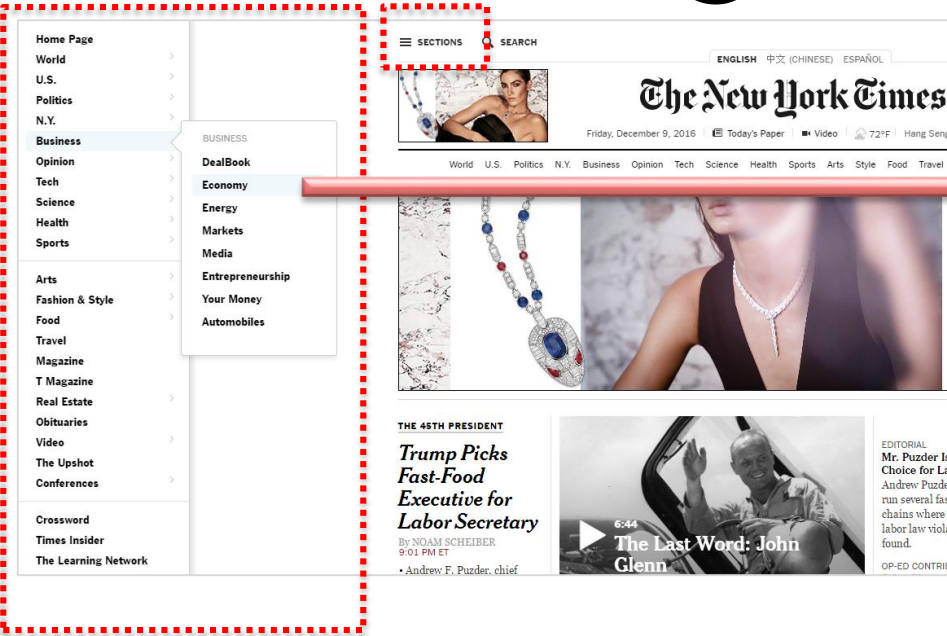 Home Page
World
U.S.
Politics
N.Y.
Business
Opinion
Tech
Science
Health
Sports
Arts
Fashion & Style
Food
Travel
Magazine
T Magazine
Real Estate
Obituaries
Video
The Upshot
Conferences
Crossword
Times Insider
The Learning Network
BUSINESS
DealBook
Economy
Energy
Markets
Media
Entrepreneurship
Your Money
Automobiles
SECTIONS SEARCH
ENGLISH 中文 (CHINESE) ESPAÑOL
The New York Times
Friday, December 9, 2016 Today's Paper Video 72°F Hang Seng
World U.S. Politics N.Y. Business Opinion Tech Science Health Sports Arts Style Food Travel
THE 45TH PRESIDENT
Trump Picks
Fast-Food
Executive for
Labor Secretary
By NOAM SCHEIBER
9:01 PM ET
• Andrew F. Puzder, chief
6:44
The Last Word: John
Glenn
EDITORIAL
Mr. Puzder Is
Choice for La
Andrew Puzde
run several fas
chains where
labor law viola
found.
OP-ED CONTRI